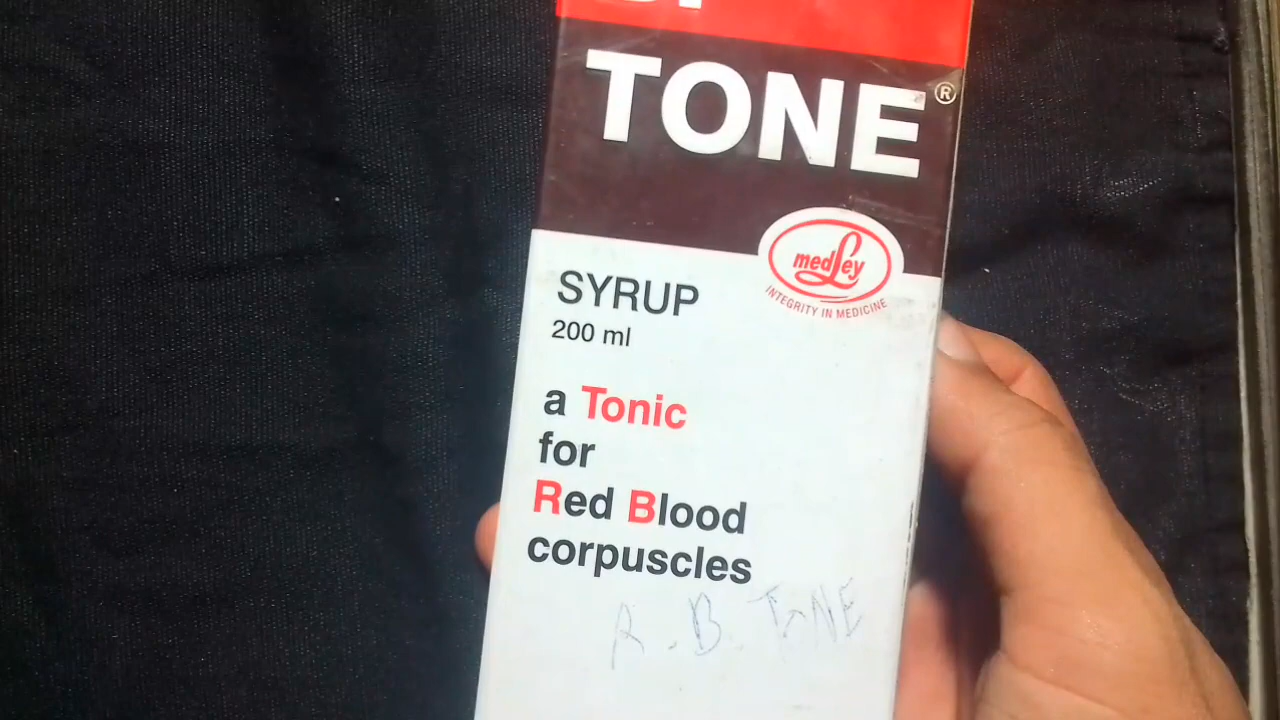 TONE®
medley
INTEGRITY IN MEDICINE
SYRUP
200 ml
a Tonic
for
Red Blood
corpuscles
R.B. TONE